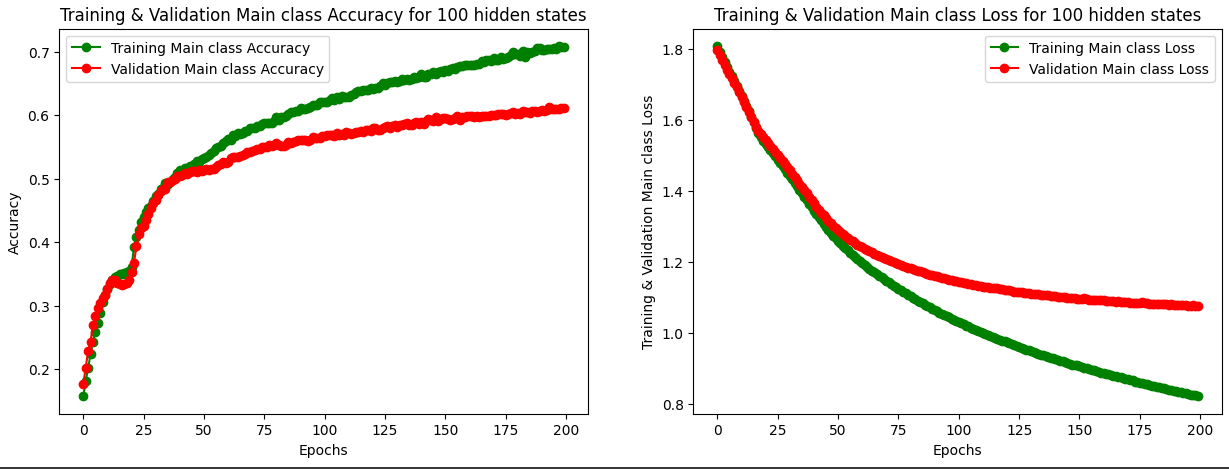 Training & Validation Main class Accuracy for 100 hidden states
Training Main class Accuracy
Validation Main class Accuracy
Accuracy
0.7
0.6
0.5
0.4
0.3
0.2
0 25 50 75 100 125 150 175 200
Epochs
Training & Validation Main class Loss for 100 hidden states
Training Main class Loss
Validation Main class Loss
Training & Validation Main class Loss
1.8
1.6
1.4
1.2
1.0
0.8
0 25 50 75 100 125 150 175 200
Epochs